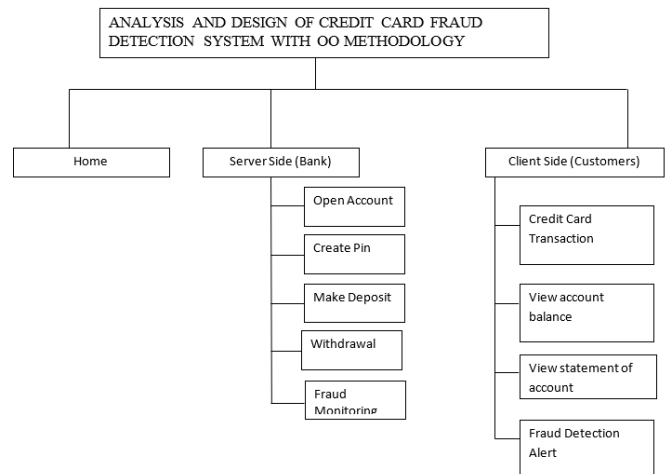 ANALYSIS AND DESIGN OF CREDIT CARD FRAUD
DETECTION SYSTEM WITH OO METHODOLOGY
Home
Server Side (Bank)
Client Side (Customers)
Open Account
Create Pin
Make Deposit
Withdrawal
Fraud
Monitoring
Credit Card
Transaction
View account
balance
View statement of
account
Fraud Detection
Alert